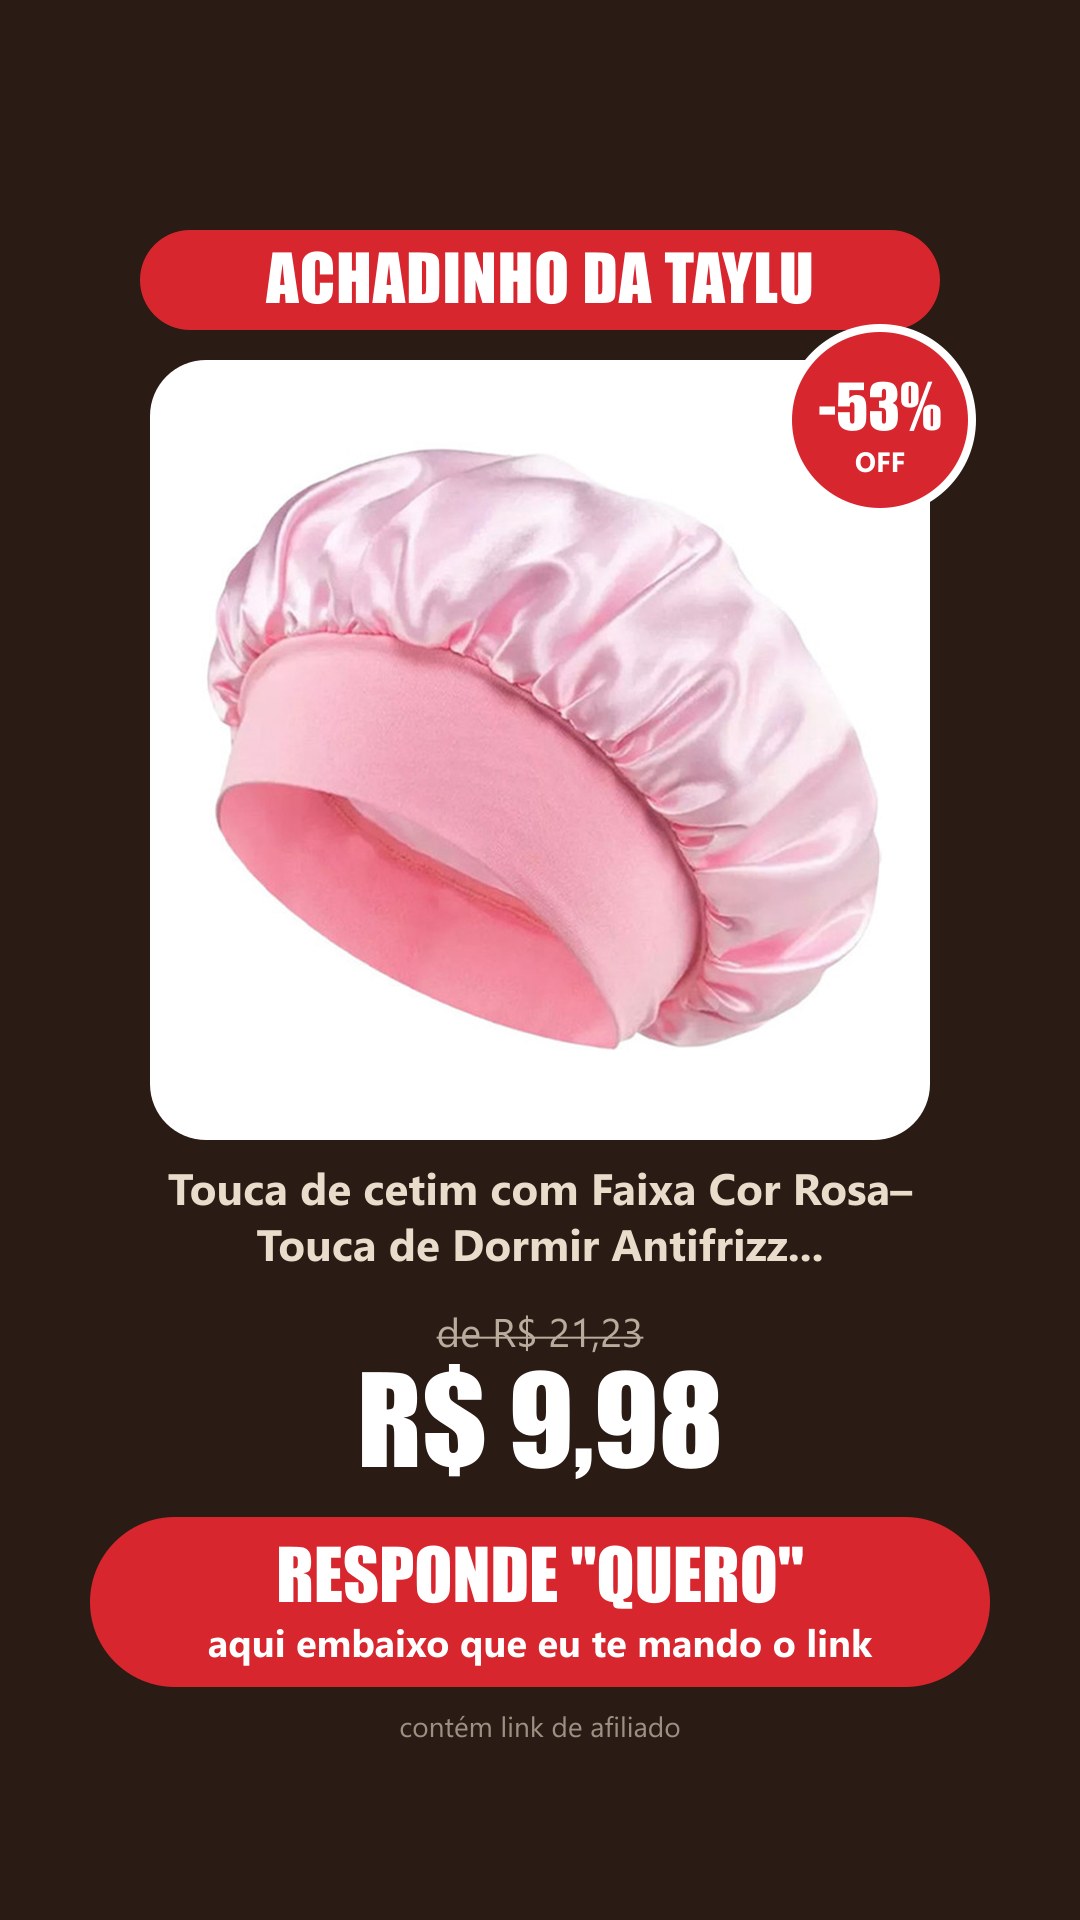 ACHADINHO DA TAYLU
-53%
OFF
Touca de cetim com Faixa Cor Rosa–
Touca de Dormir Antifrizz...
de R$ 21,23
R$ 9,98
RESPONDE "QUERO"
aqui embaixo que eu te mando o link
contém link de afiliado